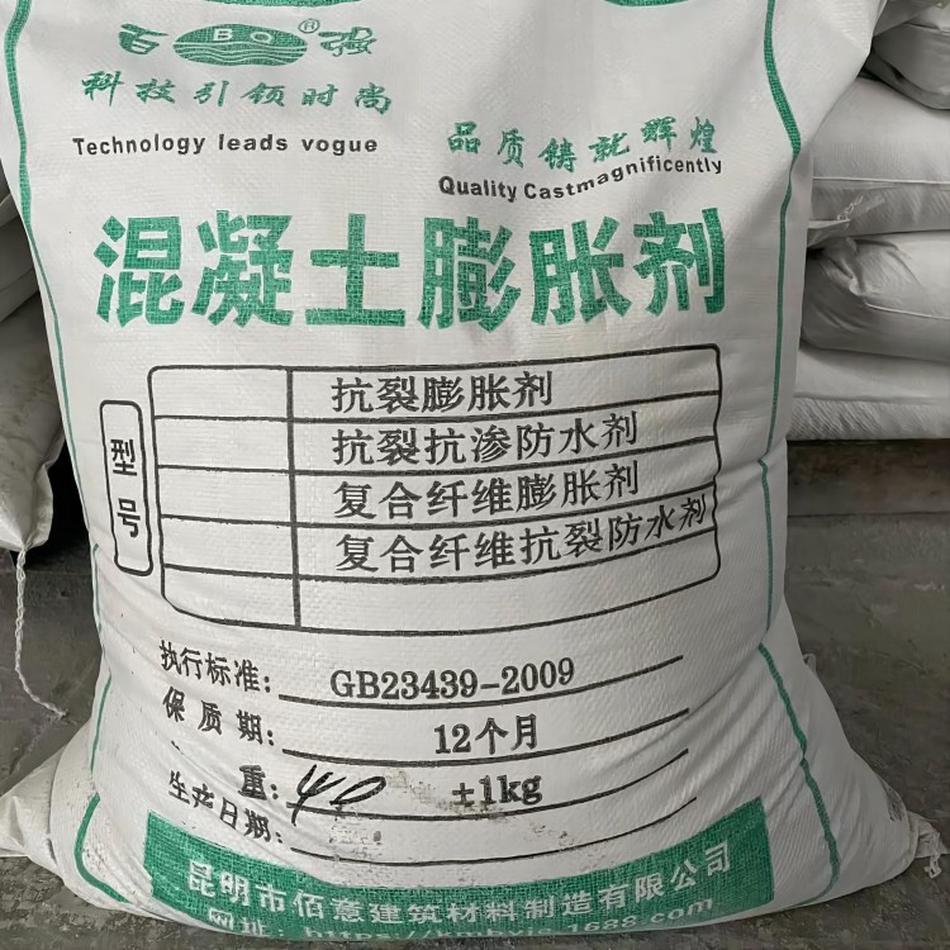 百 BQ® 强
科技引领时尚
Technology leads vogue
品质铸就辉煌
Quality Castmagnificently
混凝土膨胀剂
型号
抗裂膨胀剂
抗裂抗渗防水剂
复合纤维膨胀剂
复合纤维抗裂防水剂
执行标准: GB23439-2009
保质期: 12个月
重: 40 ±1kg
生产日期:
昆明市佰意建筑材料制造有限公司
网址: .1688.com